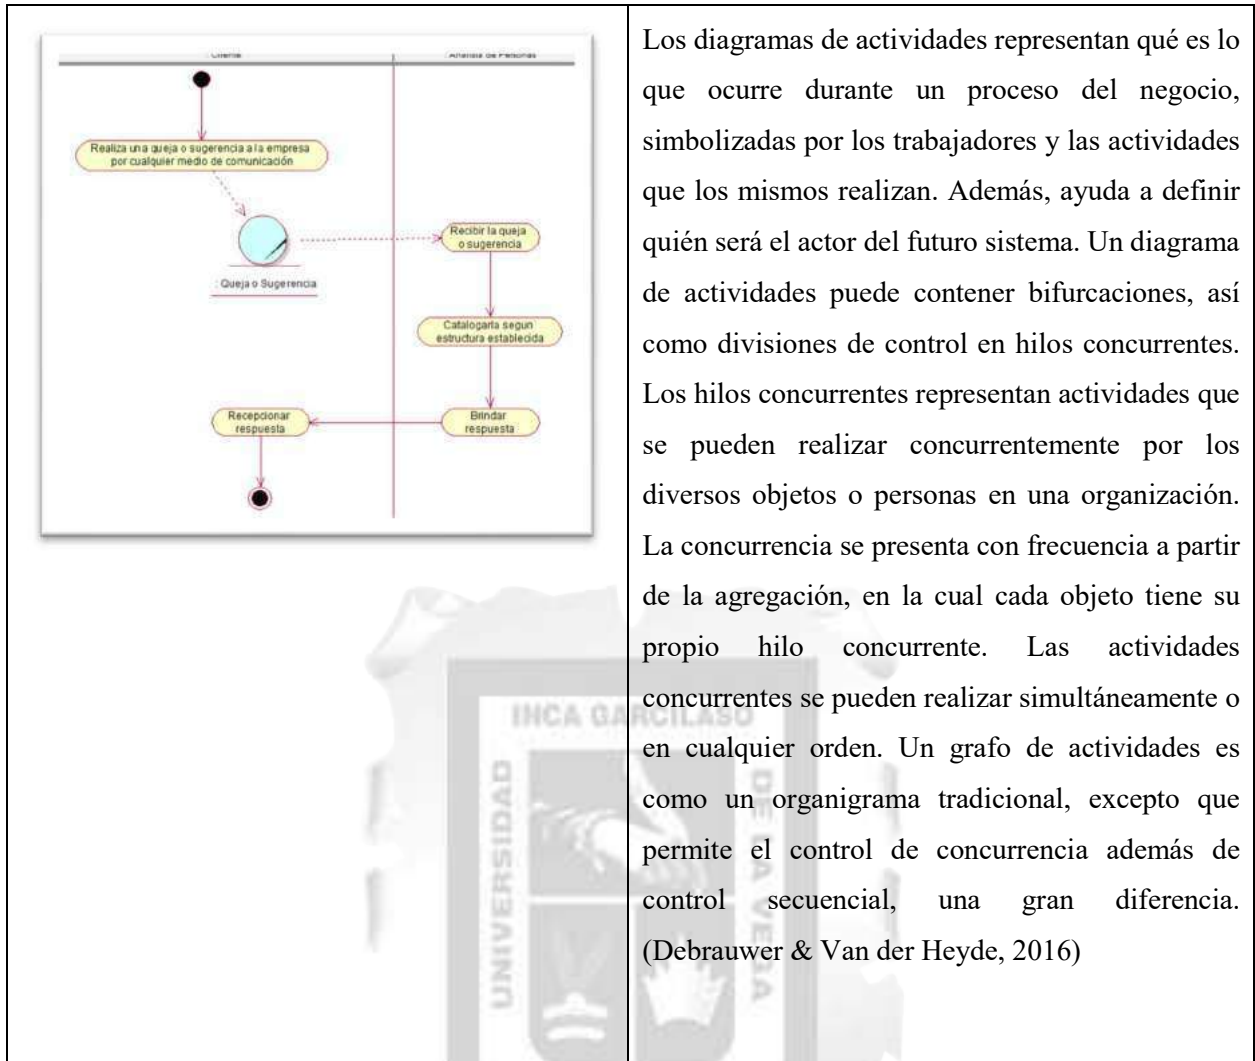 : Cliente
: Analista de Personas
Realiza una queja o sugerencia a la empresa
por cualquier medio de comunicación
Recibir la queja
o sugerencia
: Queja o Sugerencia
Catalogarla segun
estructura establecida
Recepcionar
respuesta
Brindar
respuesta
Los diagramas de actividades representan qué es lo
que ocurre durante un proceso del negocio,
simbolizadas por los trabajadores y las actividades
que los mismos realizan. Además, ayuda a definir
quién será el actor del futuro sistema. Un diagrama
de actividades puede contener bifurcaciones, así
como divisiones de control en hilos concurrentes.
Los hilos concurrentes representan actividades que
se pueden realizar concurrentemente por los
diversos objetos o personas en una organización.
La concurrencia se presenta con frecuencia a partir
de la agregación, en la cual cada objeto tiene su
propio hilo concurrente. Las actividades
concurrentes se pueden realizar simultáneamente o
en cualquier orden. Un grafo de actividades es
como un organigrama tradicional, excepto que
permite el control de concurrencia además de
control secuencial, una gran diferencia.
(Debrauwer & Van der Heyde, 2016)
UNIVERSIDAD
INCA GARCILASO
DE LA VEGA